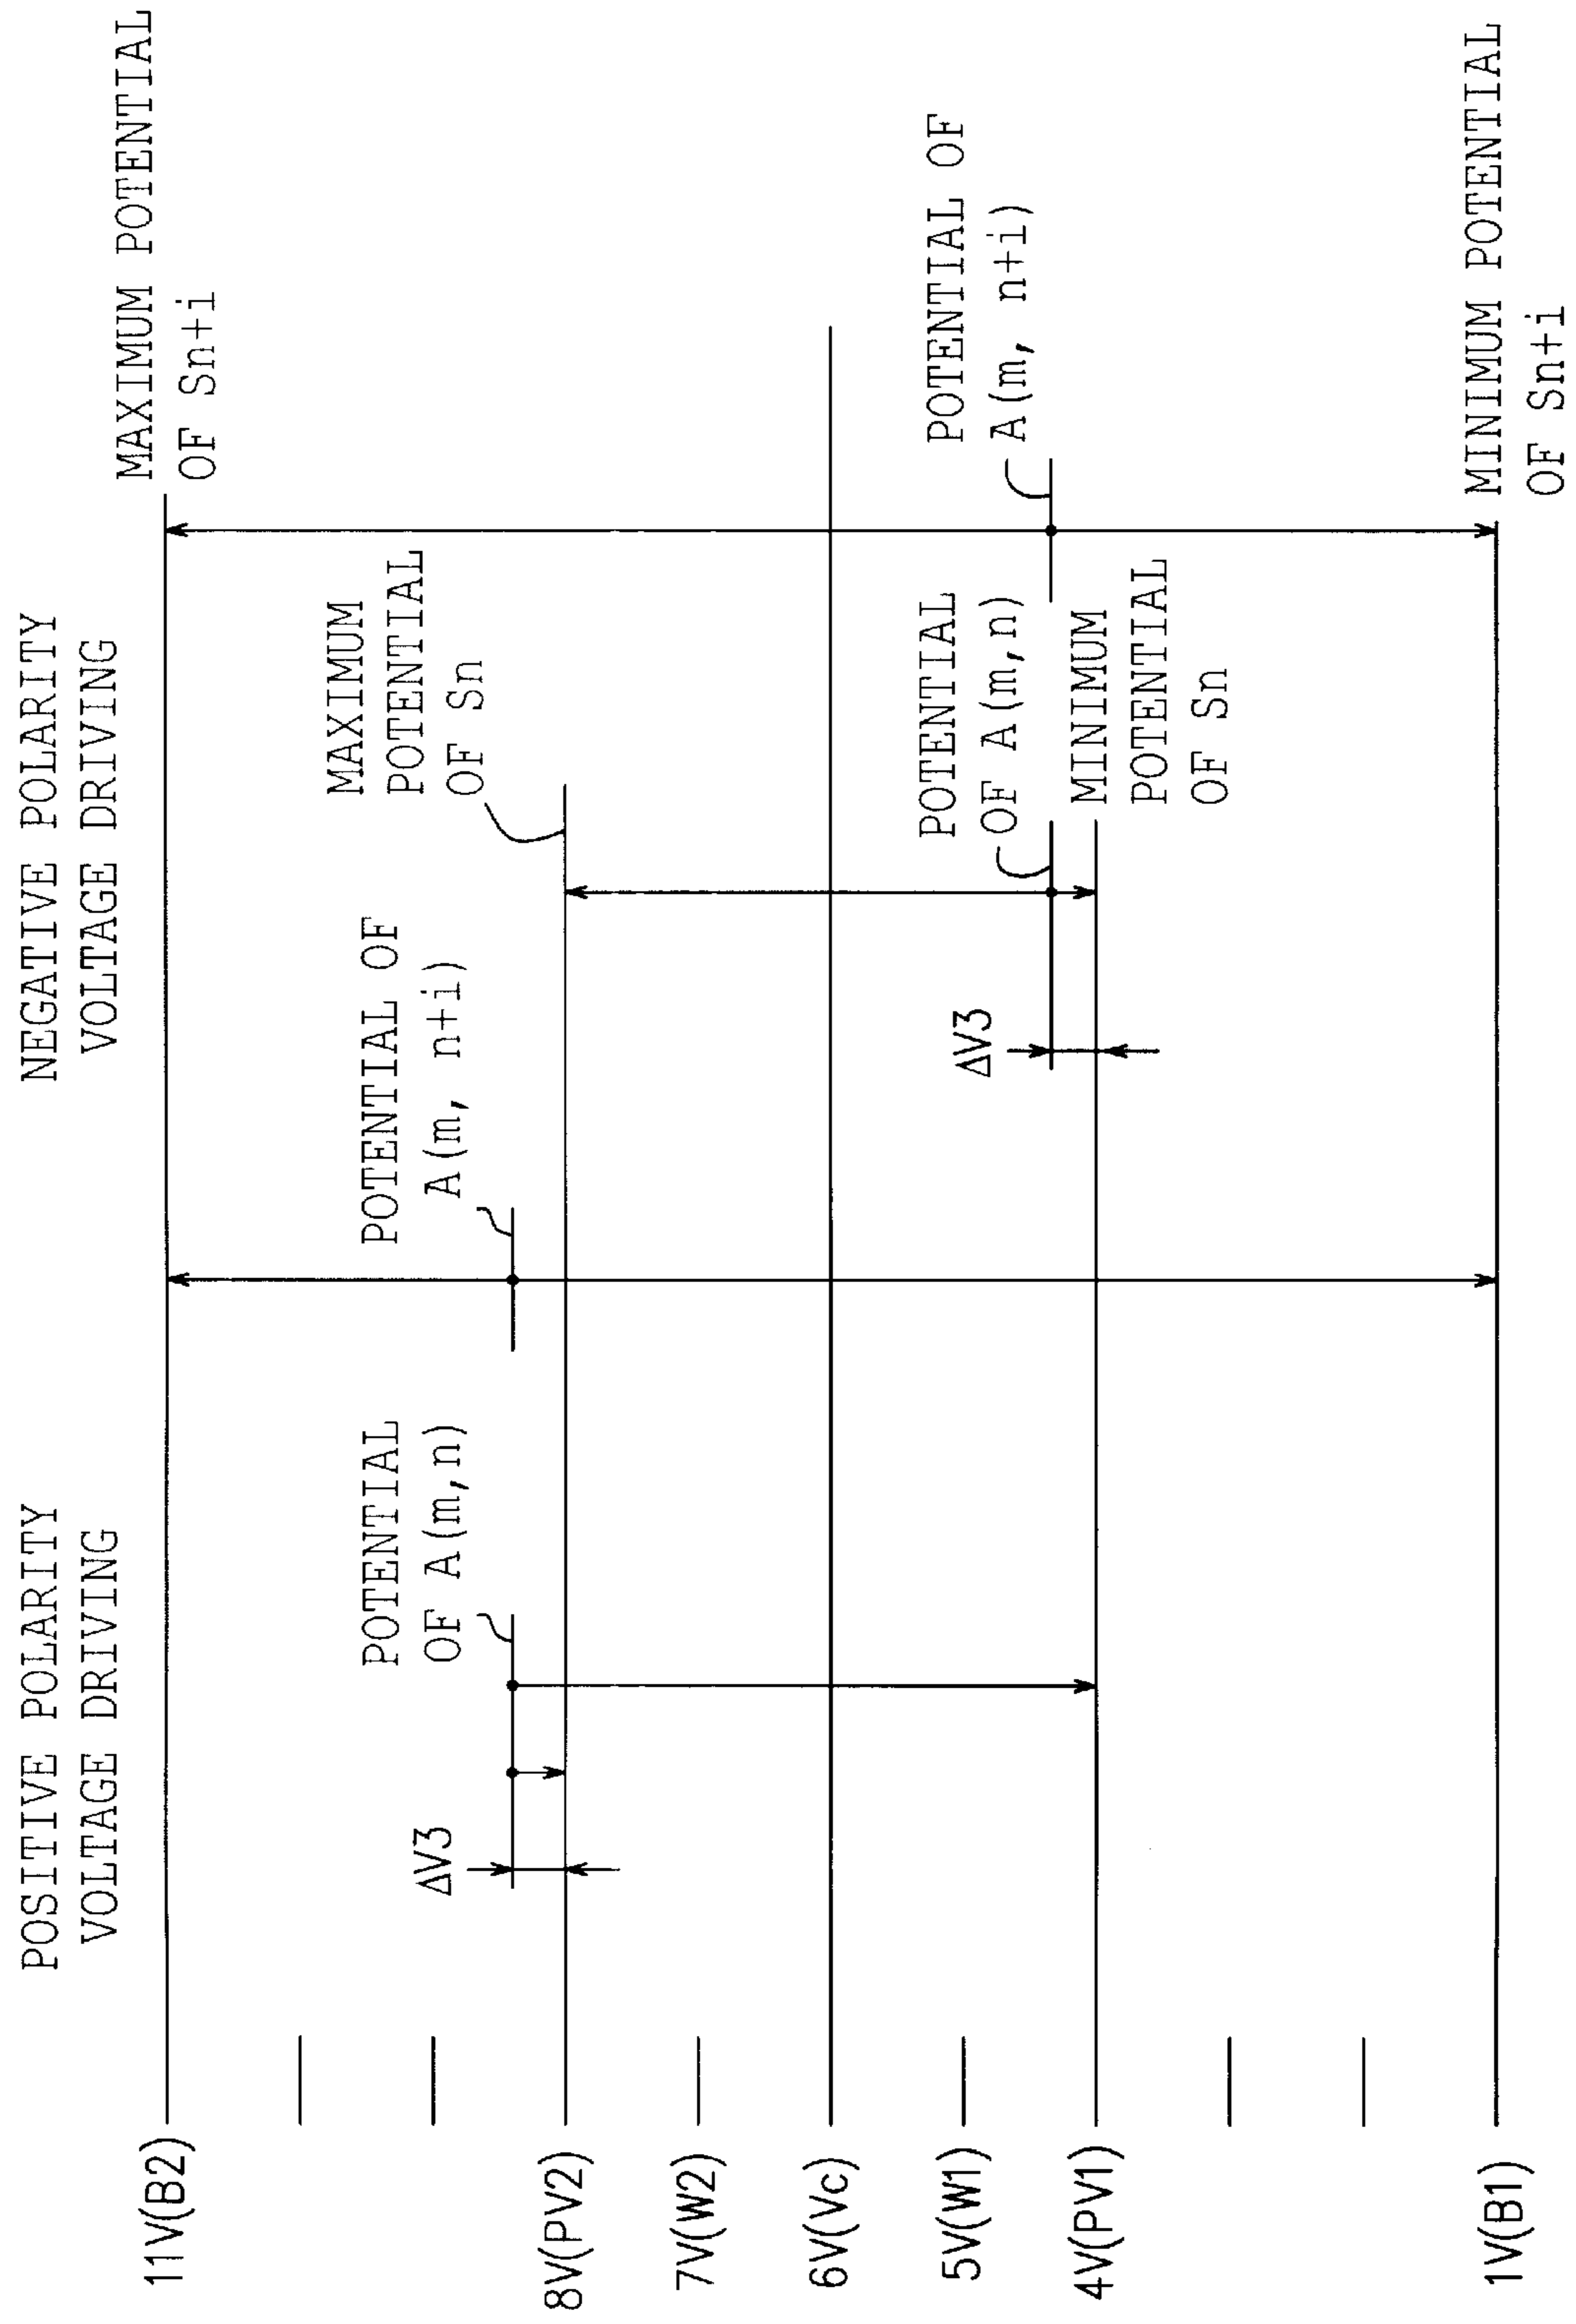 POSITIVE POLARITY
VOLTAGE DRIVING
NEGATIVE POLARITY
VOLTAGE DRIVING
11V(B2)
8V(PV2)
7V(W2)
6V(Vc)
5V(W1)
4V(PV1)
1V(B1)
ΔV3
POTENTIAL
OF A(m,n)
POTENTIAL OF
A(m, n+i)
MAXIMUM
POTENTIAL
OF Sn
MAXIMUM POTENTIAL
OF Sn+i
ΔV3
POTENTIAL
OF A(m,n)
MINIMUM
POTENTIAL
OF Sn
POTENTIAL OF
A(m, n+i)
MINIMUM POTENTIAL
OF Sn+i